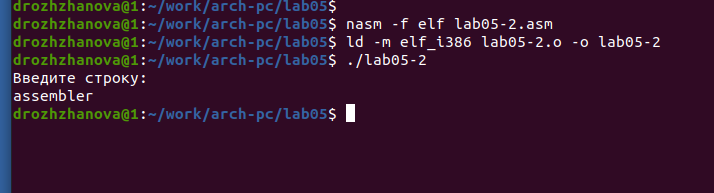 drozhzhanova@1:~/work/arch-pc/lab05$
drozhzhanova@1:~/work/arch-pc/lab05$ nasm -f elf lab05-2.asm
drozhzhanova@1:~/work/arch-pc/lab05$ ld -m elf_i386 lab05-2.o -o lab05-2
drozhzhanova@1:~/work/arch-pc/lab05$ ./lab05-2
Введите строку:
assembler
drozhzhanova@1:~/work/arch-pc/lab05$